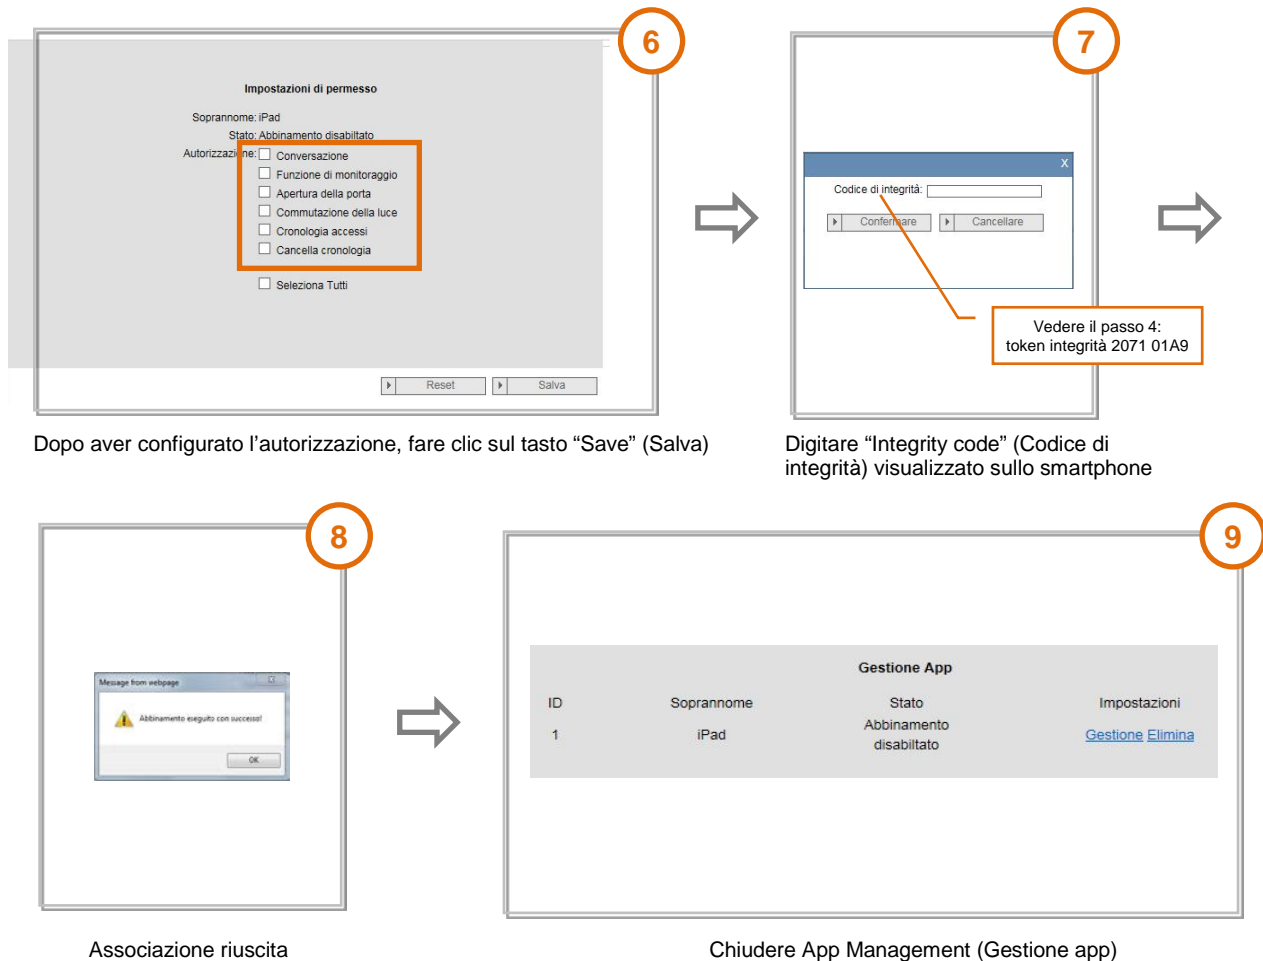 6
Impostazioni di permesso
Soprannome: iPad
Stato: Abbinamento disabiltato
Autorizzazione: Conversazione
Funzione di monitoraggio
Apertura della porta
Commutazione della luce
Cronologia accessi
Cancella cronologia
Seleziona Tutti
Reset Salva
Dopo aver configurato l’autorizzazione, fare clic sul tasto “Save” (Salva)
7
X
Codice di integrità:
Confermare Cancellare
Vedere il passo 4:
token integrità 2071 01A9
Digitare “Integrity code” (Codice di
integrità) visualizzato sullo smartphone
8
Message from webpage
Abbinamento eseguito con successo!
OK
Associazione riuscita
9
Gestione App
ID Soprannome Stato Impostazioni
1 iPad Abbinamento
disabiltato Gestione Elimina
Chiudere App Management (Gestione app)